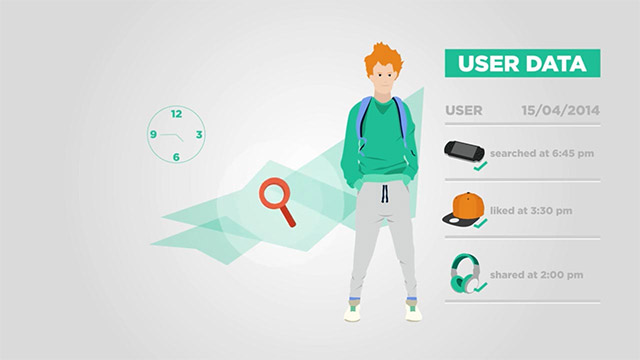 USER DATA
USER 15/04/2014
12
9 3
6
searched at 6:45 pm
liked at 3:30 pm
shared at 2:00 pm